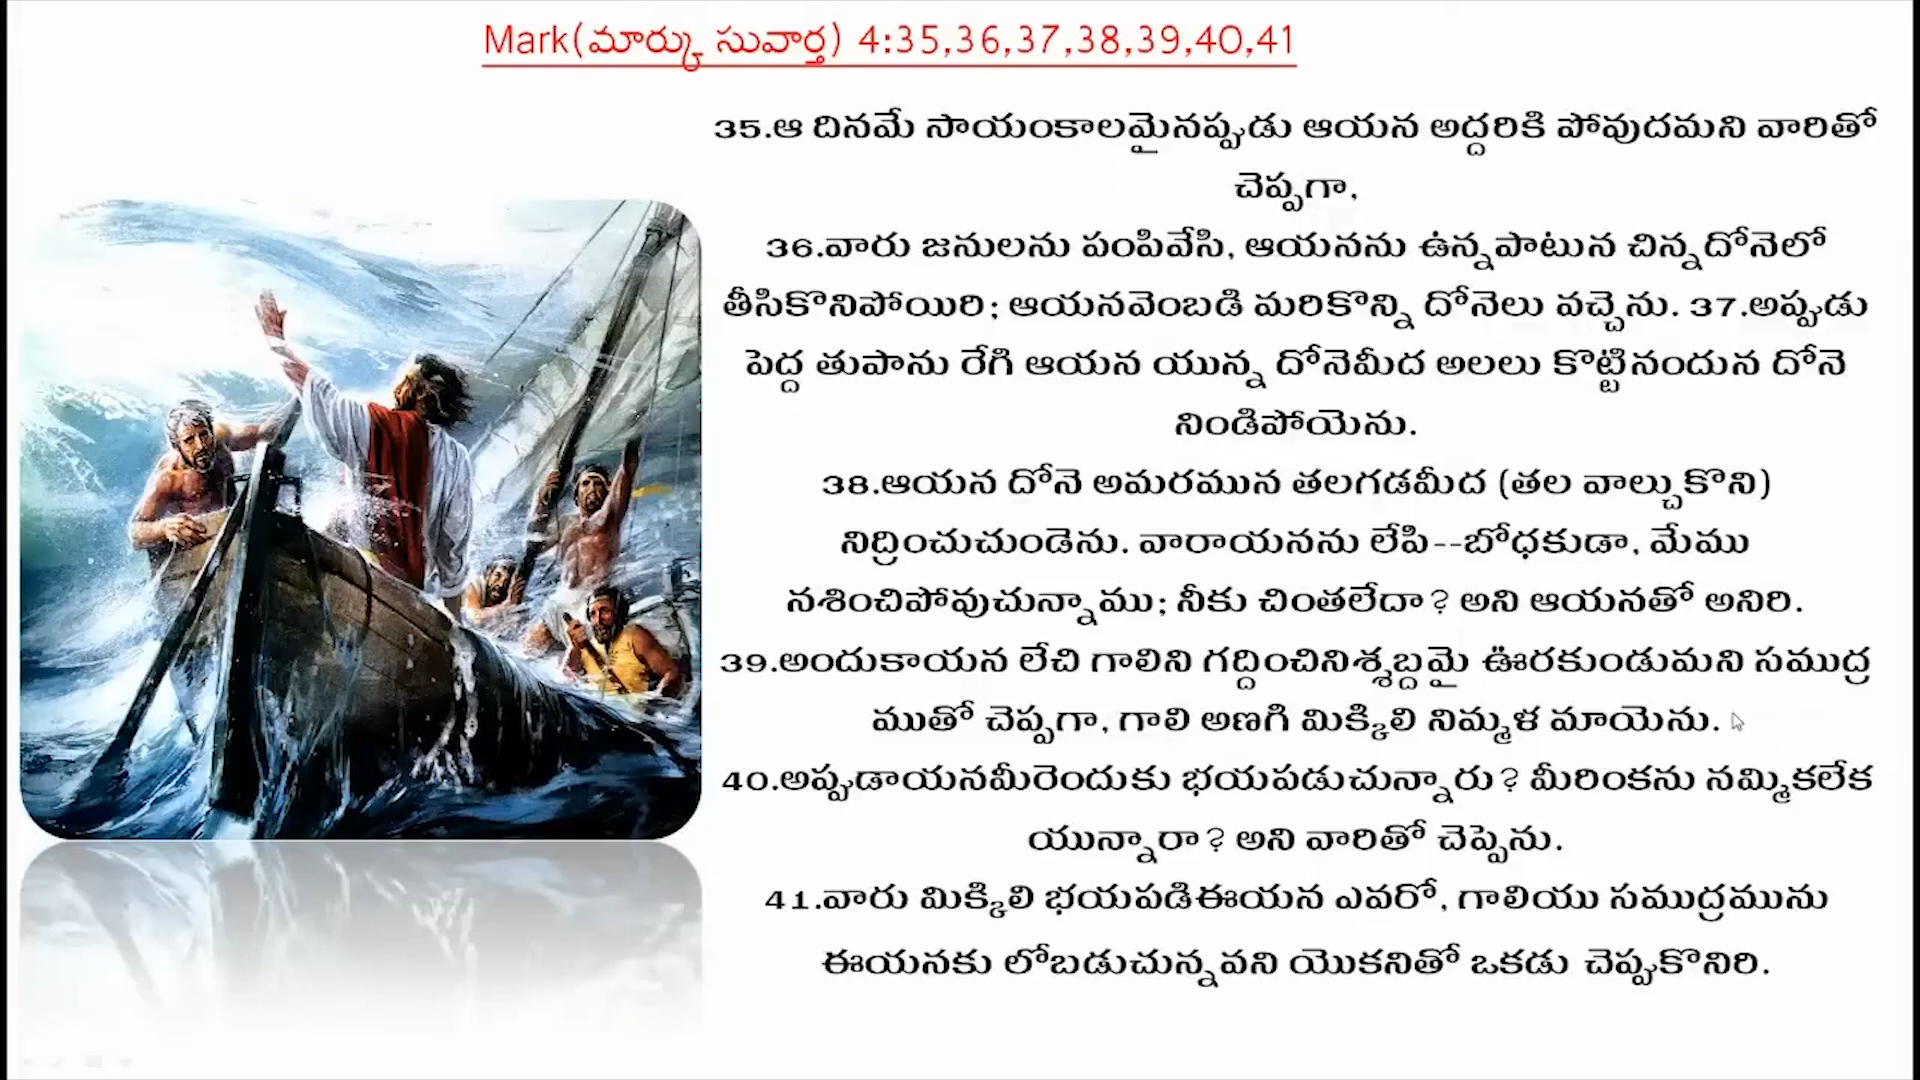 Mark(మార్కు సువార్త) 4:35,36,37,38,39,40,41
35.ఆ దినమే సాయంకాలమైనప్పుడు ఆయన అద్దరికి పోవుదమని వారితో
చెప్పగా,
36.వారు జనులను పంపివేసి, ఆయనను ఉన్నపాటున చిన్నదోనెలో
తీసికొనిపోయిరి; ఆయనవెంబడి మరికొన్ని దోనెలు వచ్చెను. 37.అప్పుడు
పెద్ద తుపాను రేగి ఆయన యున్న దోనెమీద అలలు కొట్టినందున దోనె
నిండిపోయెను.
38.ఆయన దోనె అమరమున తలగడమీద (తల వాల్చుకొని)
నిద్రించుచుండెను. వారాయనను లేపి--బోధకుడా, మేము
నశించిపోవుచున్నాము; నీకు చింతలేదా? అని ఆయనతో అనిరి.
39.అందుకాయన లేచి గాలిని గద్దించినిశ్శబ్దమై ఊరకుండుమని సముద్ర
ముతో చెప్పగా, గాలి అణగి మిక్కిలి నిమ్మళ మాయెను.
40.అప్పుడాయనమీరెందుకు భయపడుచున్నారు? మీరింకను నమ్మికలేక
యున్నారా? అని వారితో చెప్పెను.
41.వారు మిక్కిలి భయపడిఈయన ఎవరో, గాలియు సముద్రమును
ఈయనకు లోబడుచున్నవని యొకనితో ఒకడు చెప్పుకొనిరి.